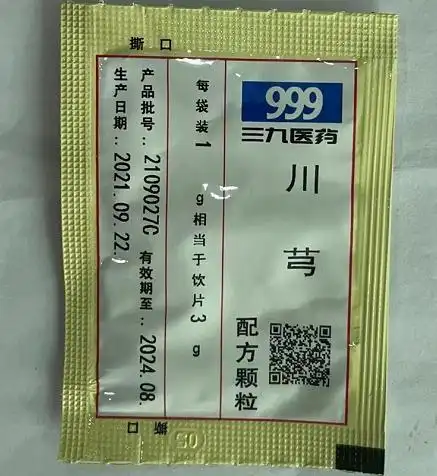 撕 口
999
三九医药
川芎
配方颗粒
每袋装1 g相当于饮片3 g
产品批号: 2109027C 有效期至: 2024.08.
生产日期: 2021.09.22.
撕 口
05